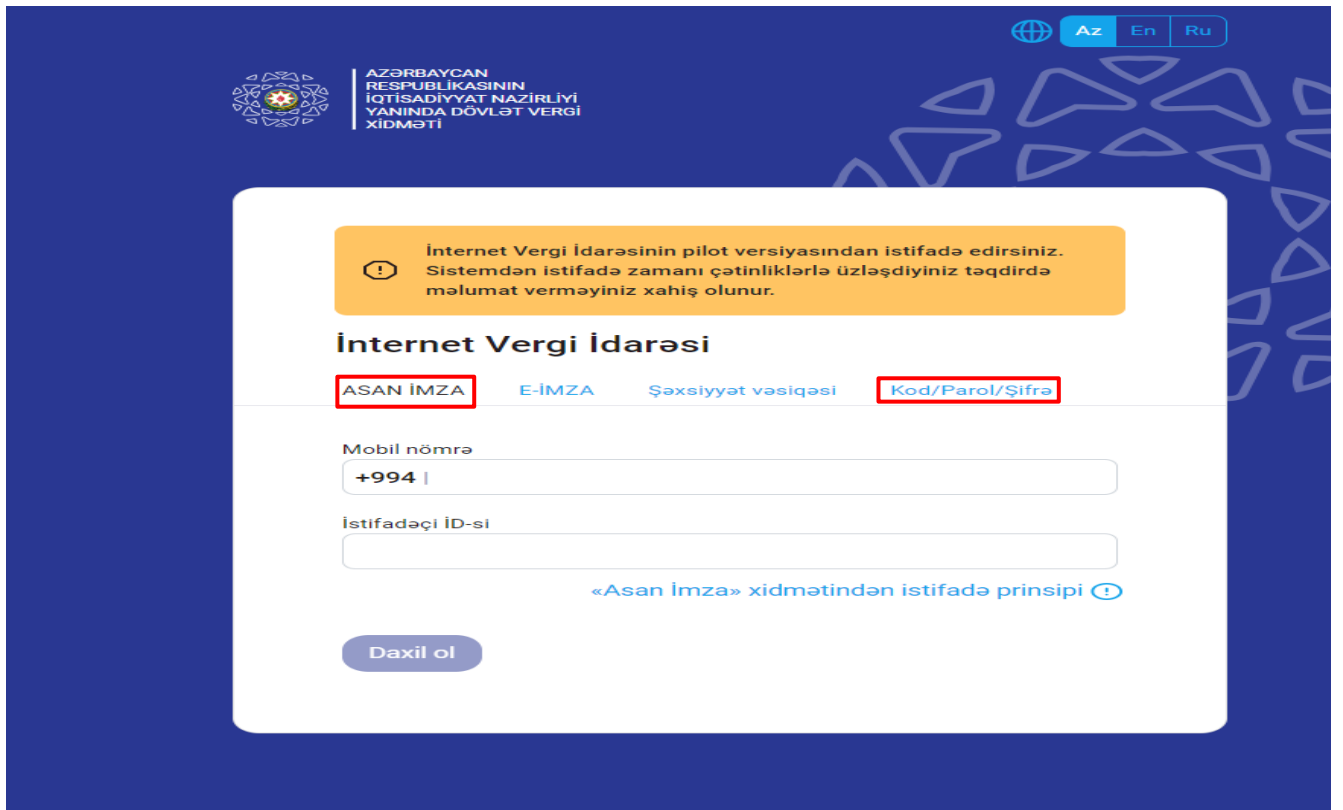 Az En Ru
AZƏRBAYCAN
RESPUBLİKASININ
İQTİSADİYYAT NAZİRLİYİ
YANINDA DÖVLƏT VERGİ
XİDMƏTİ
İnternet Vergi İdarəsinin pilot versiyasından istifadə edirsiniz.
Sistemdən istifadə zamanı çətinliklərlə üzləşdiyiniz təqdirdə
məlumat verməyiniz xahiş olunur.
İnternet Vergi İdarəsi
ASAN İMZA E-İMZA Şəxsiyyət vəsiqəsi Kod/Parol/Şifrə
Mobil nömrə
+994
İstifadəçi İD-si
«Asan İmza» xidmətindən istifadə prinsipi
Daxil ol